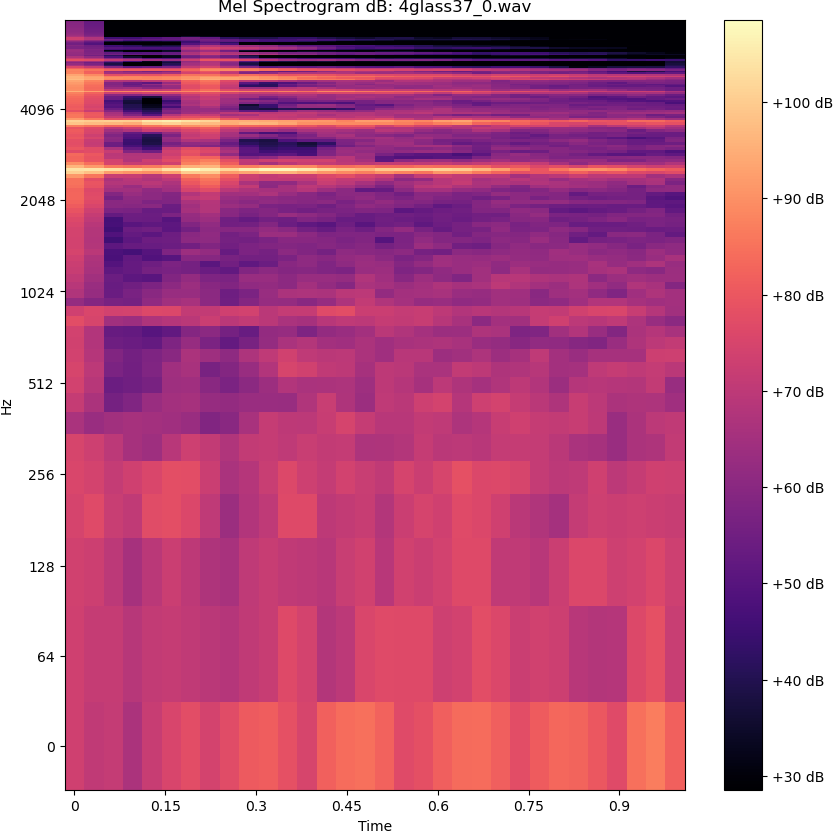 Mel Spectrogram dB: 4glass37_0.wav
4096
2048
1024
512
256
128
64
0
Hz
0 0.15 0.3 0.45 0.6 0.75 0.9
Time
+100 dB
+90 dB
+80 dB
+70 dB
+60 dB
+50 dB
+40 dB
+30 dB